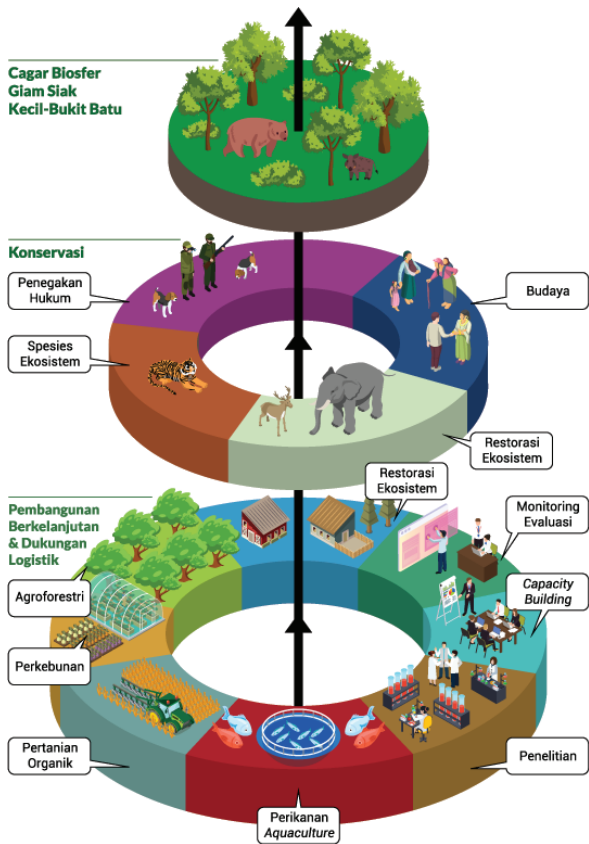 Cagar Biosfer
Giam Siak
Kecil-Bukit Batu
Konservasi
Penegakan
Hukum
Budaya
Spesies
Ekosistem
Restorasi
Ekosistem
Pembangunan
Berkelanjutan
& Dukungan
Logistik
Restorasi
Ekosistem
Monitoring
Evaluasi
Agroforestri
Capacity
Building
Perkebunan
Pertanian
Organik
Penelitian
Perikanan
Aquaculture